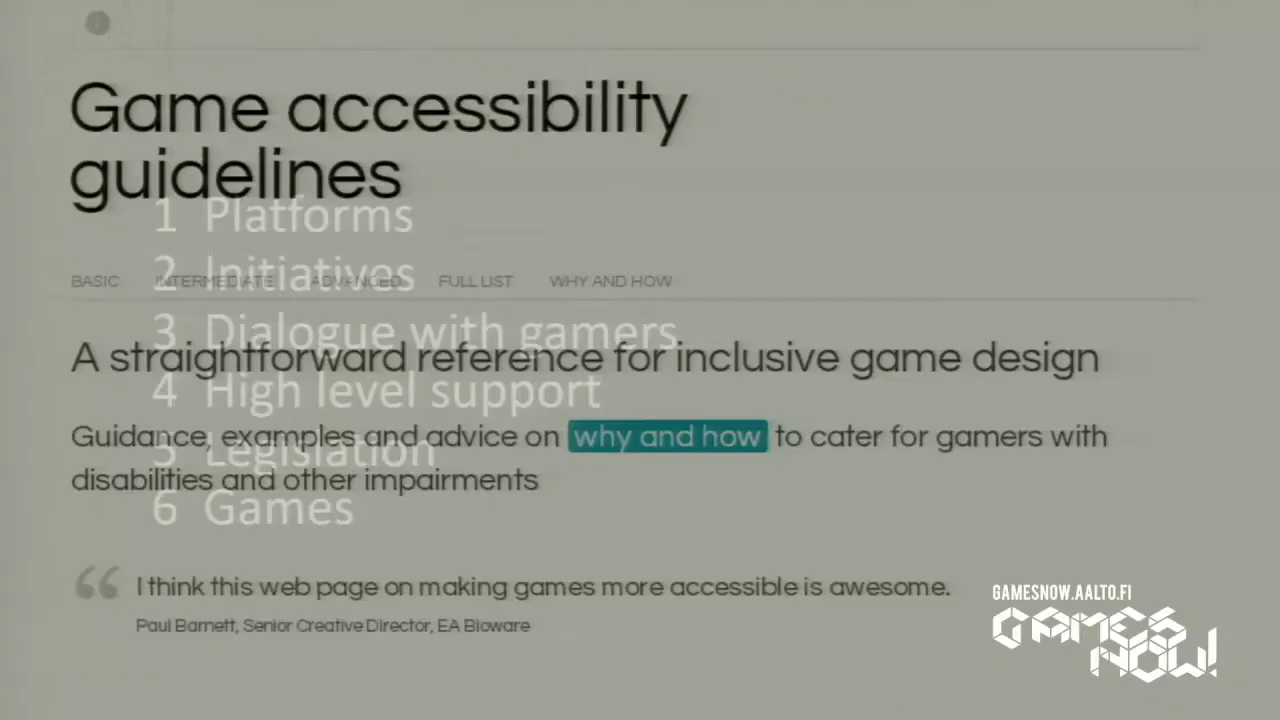 Game accessibility
guidelines
1 Platforms
BASIC INTERMEDIATE ADVANCED FULL LIST WHY AND HOW
2 Initiatives
3 Dialogue with gamers
A straightforward reference for inclusive game design
4 High level support
Guidance, examples and advice on why and how to cater for gamers with
5 Legislation
disabilities and other impairments
6 Games
“ I think this web page on making games more accessible is awesome.
Paul Barnett, Senior Creative Director, EA Bioware
GAMESNOW.AALTO.FI
GAMES
NOW!